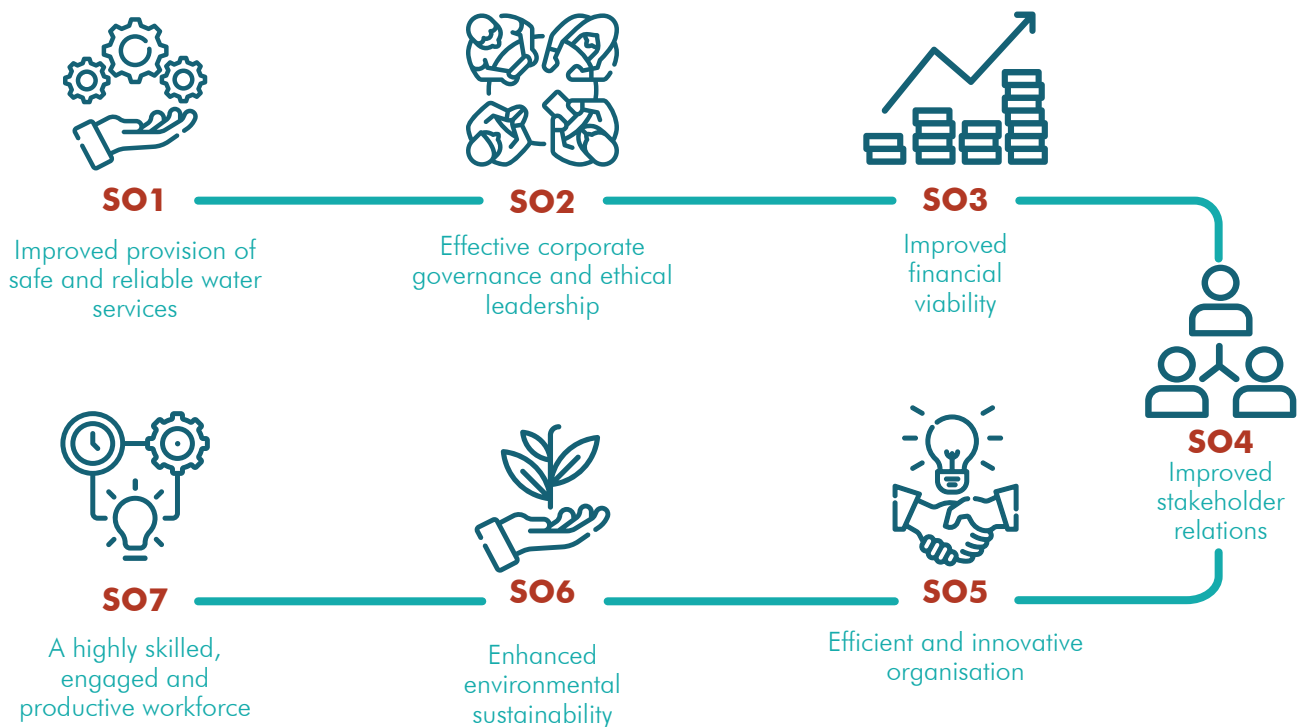 SO1
Improved provision of
safe and reliable water
services
SO2
Effective corporate
governance and ethical
leadership
SO3
Improved
financial
viability
SO4
Improved
stakeholder
relations
SO5
Efficient and innovative
organisation
SO6
Enhanced
environmental
sustainability
SO7
A highly skilled,
engaged and
productive workforce